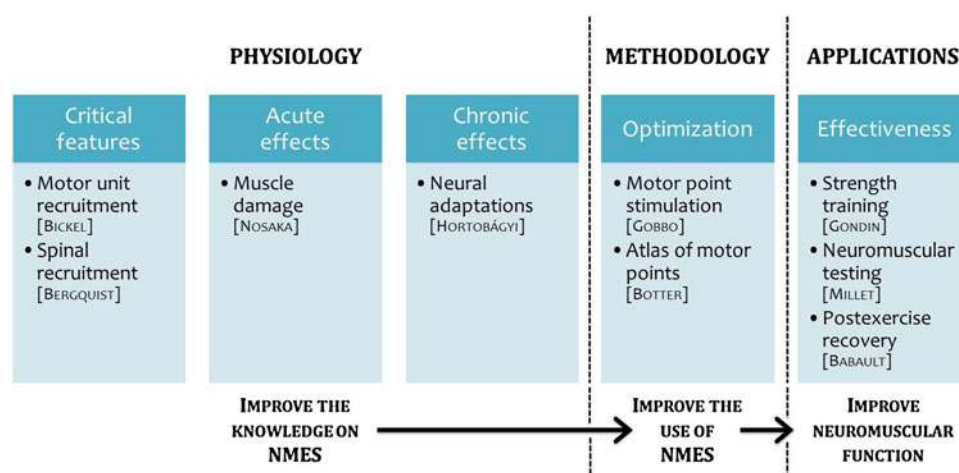 PHYSIOLOGY
METHODOLOGY
APPLICATIONS
Critical
features
• Motor unit
recruitment
[BICKEL]
• Spinal
recruitment
[BERGQUIST]
Acute
effects
• Muscle
damage
[NOSAKA]
Chronic
effects
• Neural
adaptations
[HORTOBÁGYI]
Optimization
• Motor point
stimulation
[GOBBO]
• Atlas of motor
points
[BOTTER]
Effectiveness
• Strength
training
[GONDIN]
• Neuromuscular
testing
[MILLET]
• Postexercise
recovery
[BABAULT]
IMPROVE THE
KNOWLEDGE ON
NMES
IMPROVE THE
USE OF
NMES
IMPROVE
NEUROMUSCULAR
FUNCTION